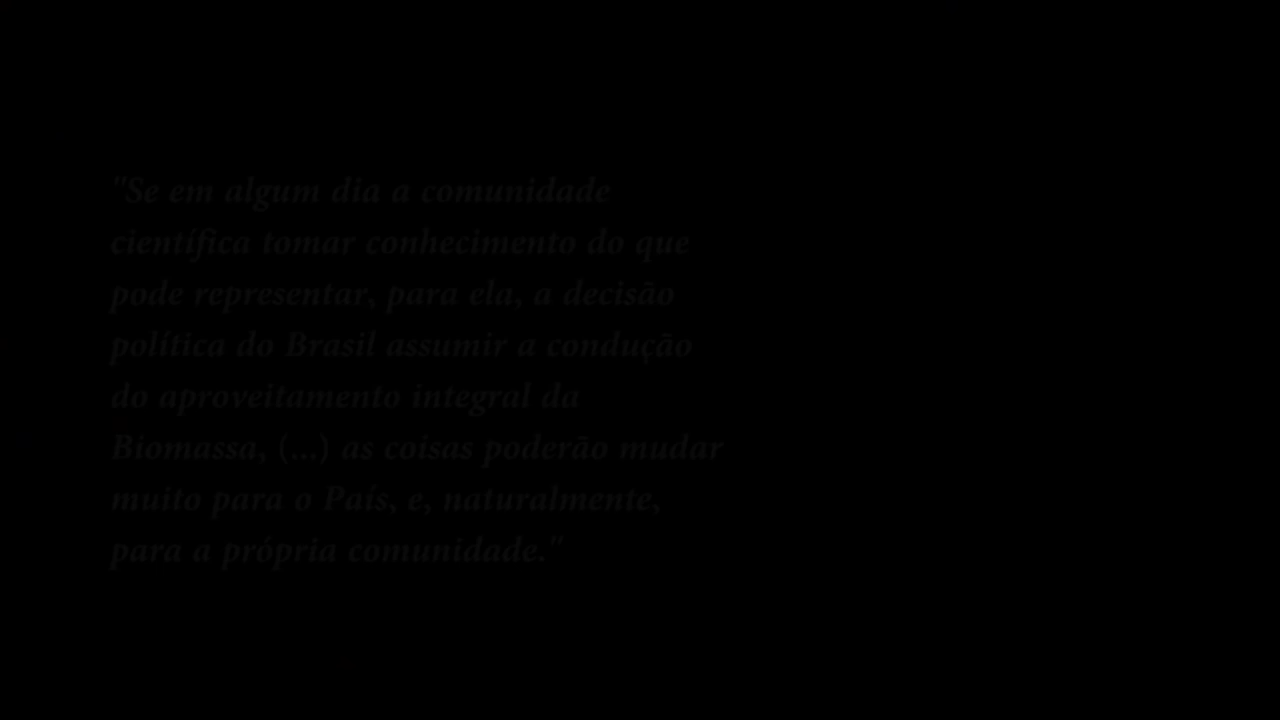 "Se em algum dia a comunidade
científica tomar conhecimento do que
pode representar, para ela, a decisão
política do Brasil assumir a condução
do aproveitamento integral da
Biomassa, (...) as coisas poderão mudar
muito para o País, e, naturalmente,
para a própria comunidade."